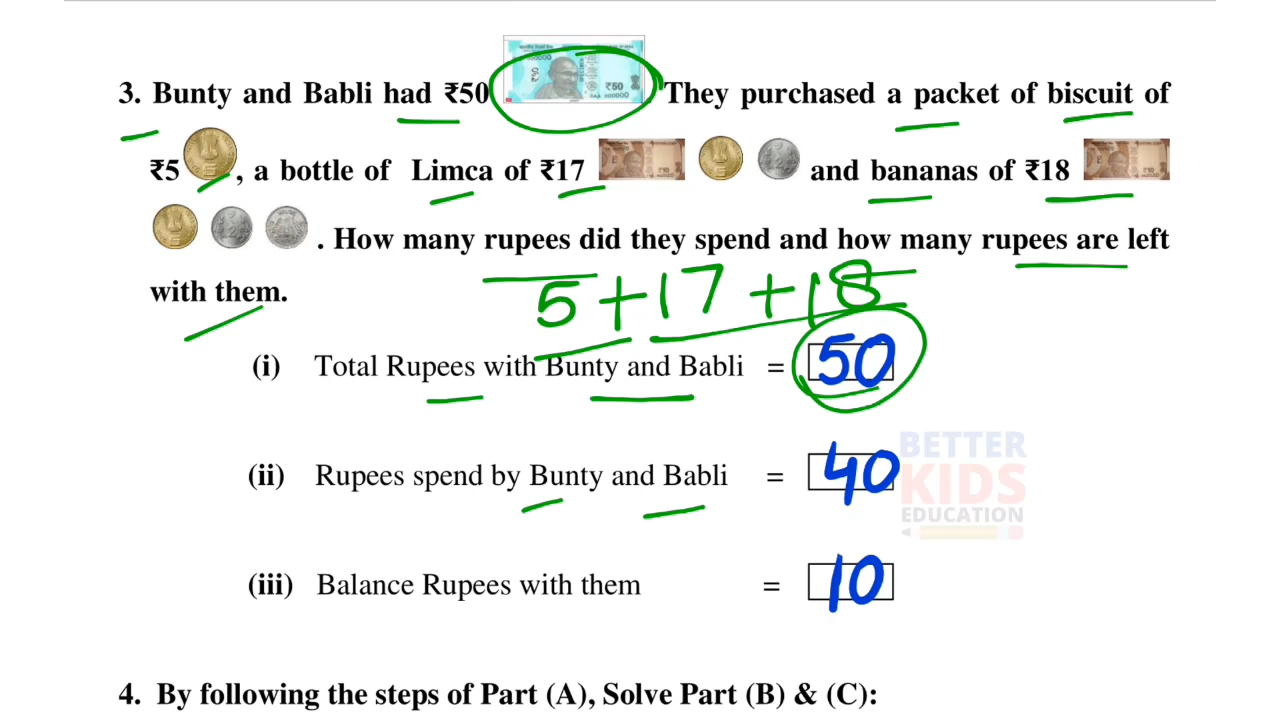 3. Bunty and Babli had ₹50 They purchased a packet of biscuit of
₹5 , a bottle of Limca of ₹17 and bananas of ₹18
. How many rupees did they spend and how many rupees are left
with them.
5+17+18
(i) Total Rupees with Bunty and Babli = 50
(ii) Rupees spend by Bunty and Babli = 40
(iii) Balance Rupees with them = 10
BETTER
KIDS
EDUCATION
4. By following the steps of Part (A), Solve Part (B) & (C):